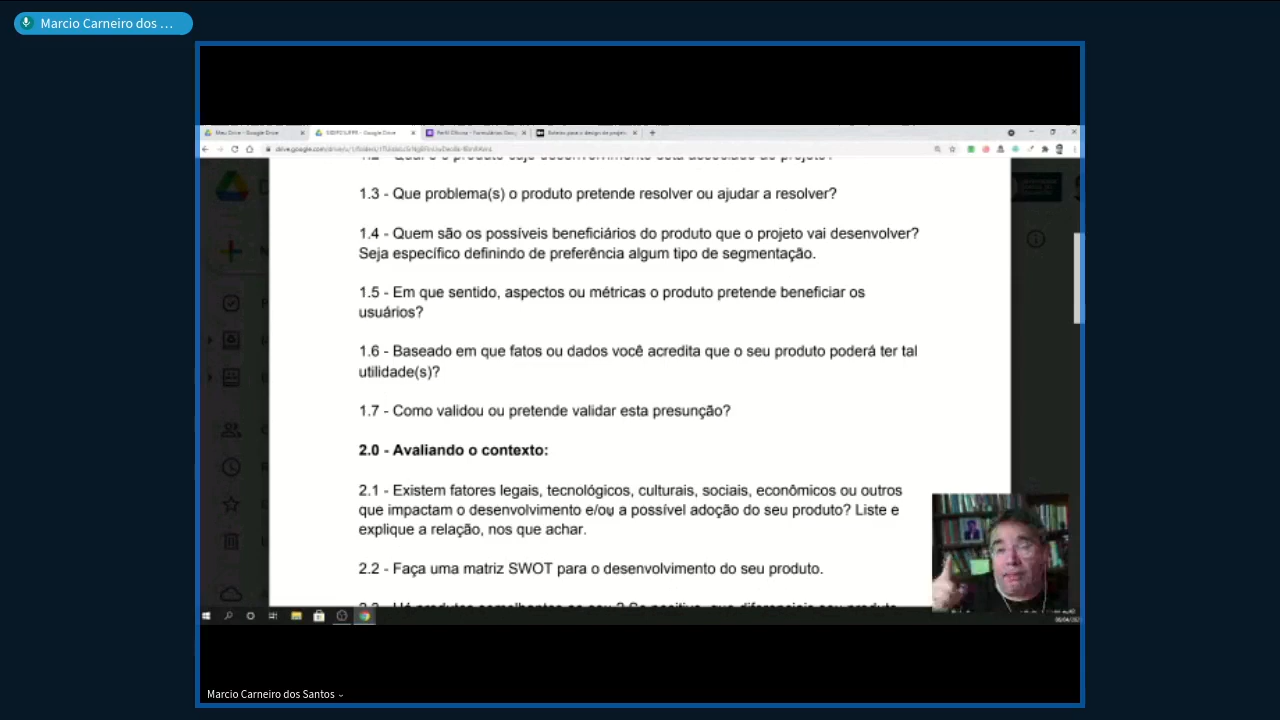 Marcio Carneiro dos ...
Meu Drive - Google Drive
Google Drive
1.3 - Que problema(s) o produto pretende resolver ou ajudar a resolver?
1.4 - Quem são os possíveis beneficiários do produto que o projeto vai desenvolver?
Seja específico definindo de preferência algum tipo de segmentação.
1.5 - Em que sentido, aspectos ou métricas o produto pretende beneficiar os
usuários?
1.6 - Baseado em que fatos ou dados você acredita que o seu produto poderá ter tal
utilidade(s)?
1.7 - Como validou ou pretende validar esta presunção?
2.0 - Avaliando o contexto:
2.1 - Existem fatores legais, tecnológicos, culturais, sociais, econômicos ou outros
que impactam o desenvolvimento e/ou a possível adoção do seu produto? Liste e
explique a relação, nos que achar.
2.2 - Faça uma matriz SWOT para o desenvolvimento do seu produto.
Marcio Carneiro dos Santos